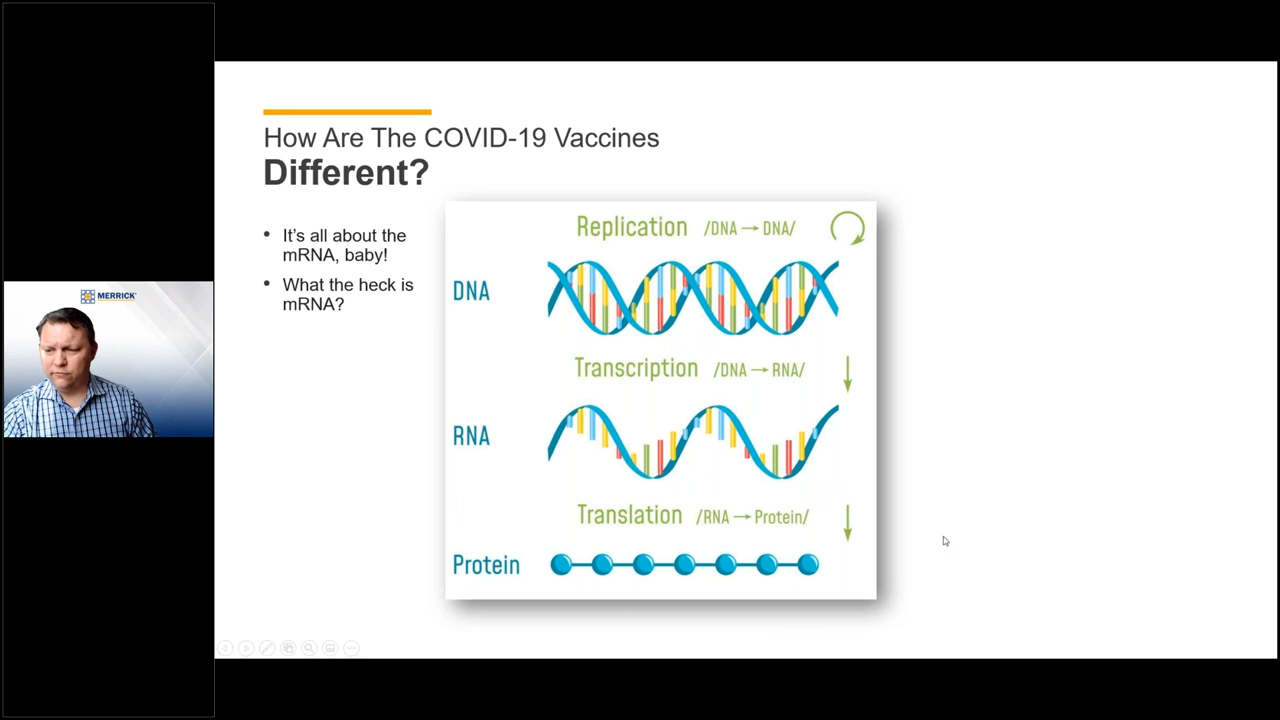 How Are The COVID-19 Vaccines
Different?
• It's all about the
mRNA, baby!
• What the heck is
mRNA?
Replication /DNA → DNA/
DNA
Transcription /DNA → RNA/
RNA
Translation /RNA → Protein/
Protein
MERRICK